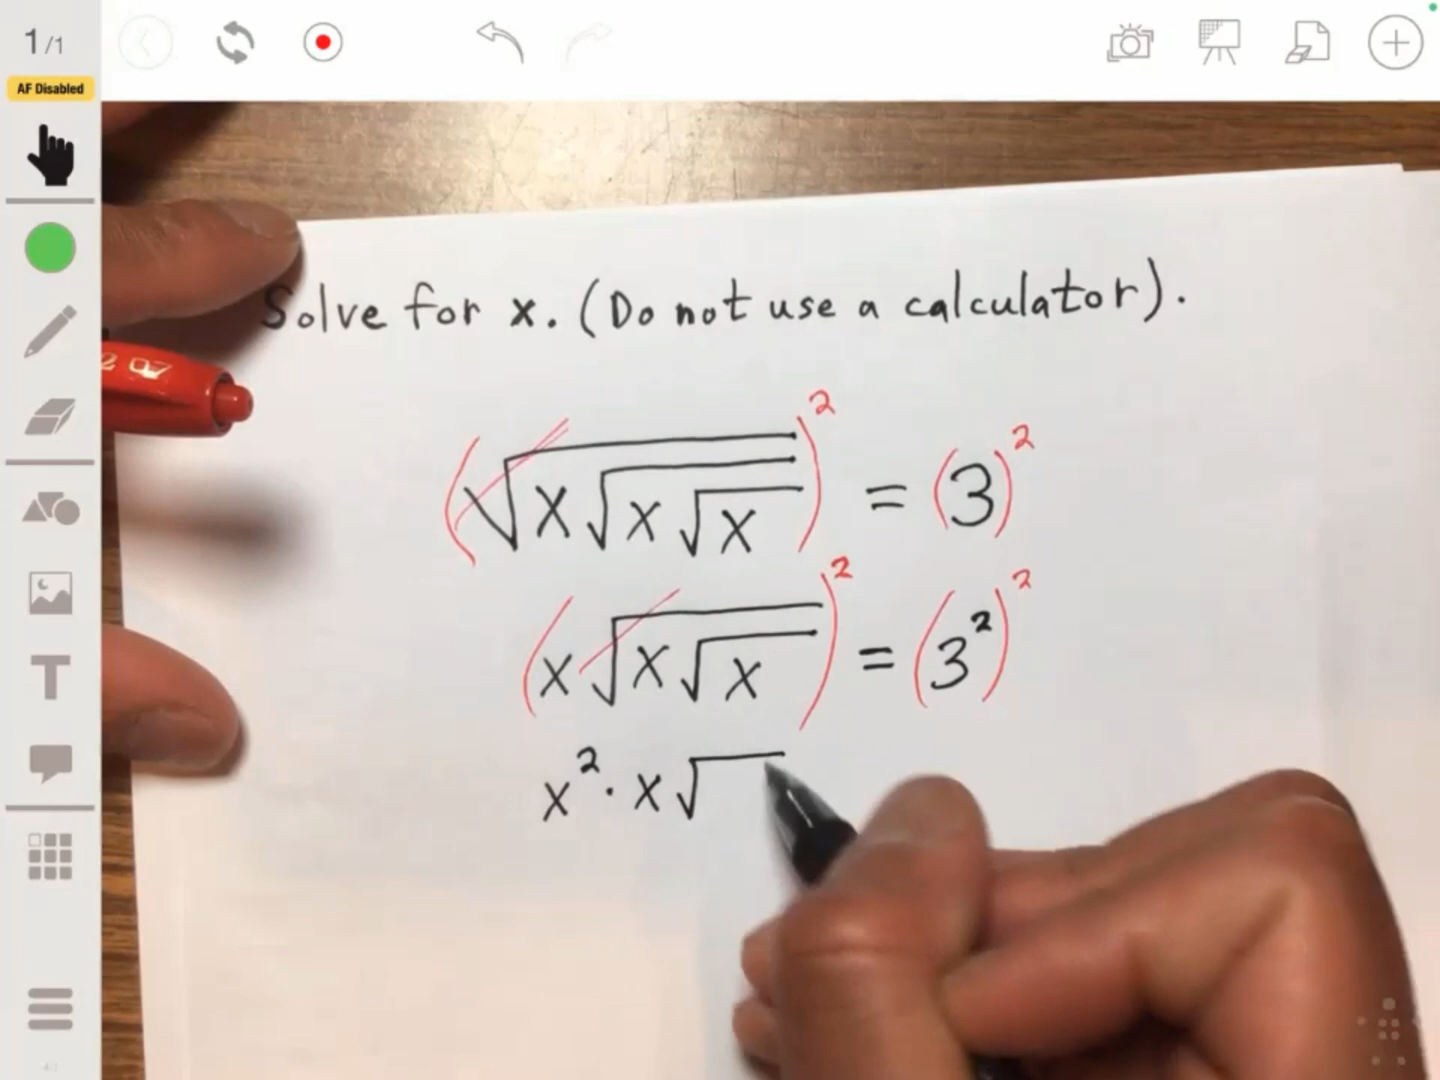 1/1
AF Disabled
Solve for x. (Do not use a calculator).
(√(x√(x√x)))² = (3)²
(x√(x√x))² = (3²)²
x² · x√
T